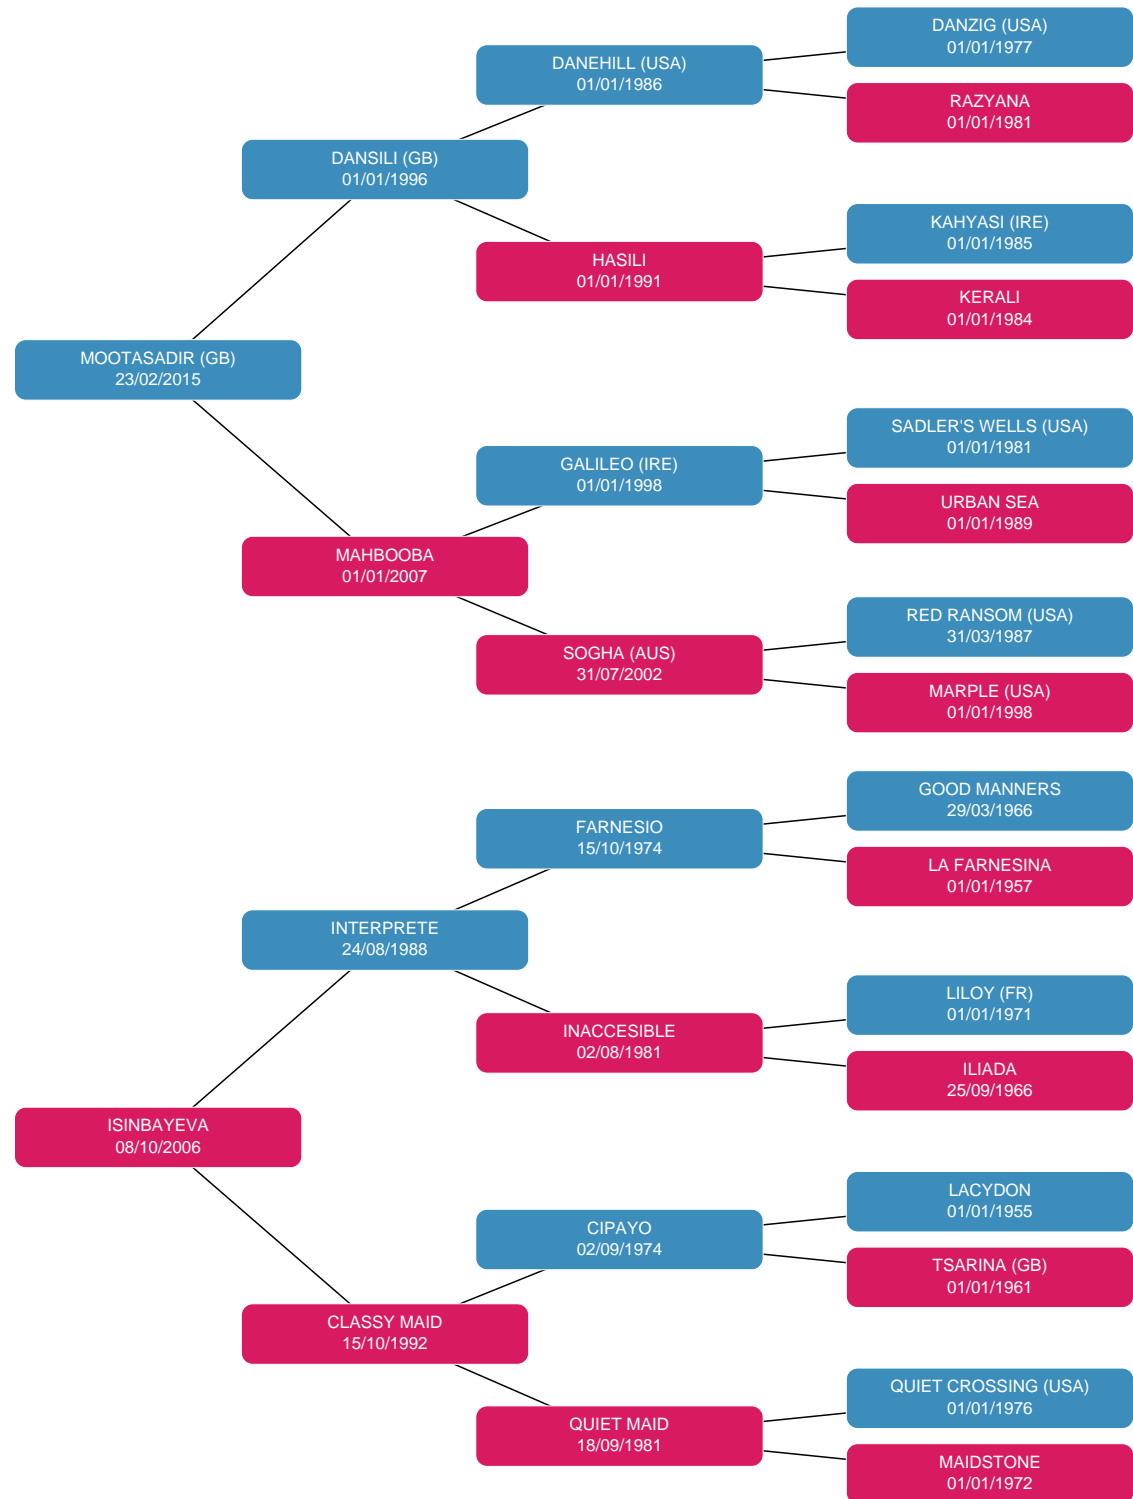 DANZIG (USA)
01/01/1977
DANEHILL (USA)
01/01/1986
RAZYANA
01/01/1981
DANSILI (GB)
01/01/1996
KAHYASI (IRE)
01/01/1985
HASILI
01/01/1991
KERALI
01/01/1984
MOOTASADIR (GB)
23/02/2015
SADLER'S WELLS (USA)
01/01/1981
GALILEO (IRE)
01/01/1998
URBAN SEA
01/01/1989
MAHBOOBA
01/01/2007
RED RANSOM (USA)
31/03/1987
SOGHA (AUS)
31/07/2002
MARPLE (USA)
01/01/1998
GOOD MANNERS
29/03/1966
FARNESIO
15/10/1974
LA FARNESINA
01/01/1957
INTERPRETE
24/08/1988
LILOY (FR)
01/01/1971
INACCESIBLE
02/08/1981
ILIADA
25/09/1966
ISINBAYEVA
08/10/2006
LACYDON
01/01/1955
CIPAYO
02/09/1974
TSARINA (GB)
01/01/1961
CLASSY MAID
15/10/1992
QUIET CROSSING (USA)
01/01/1976
QUIET MAID
18/09/1981
MAIDSTONE
01/01/1972